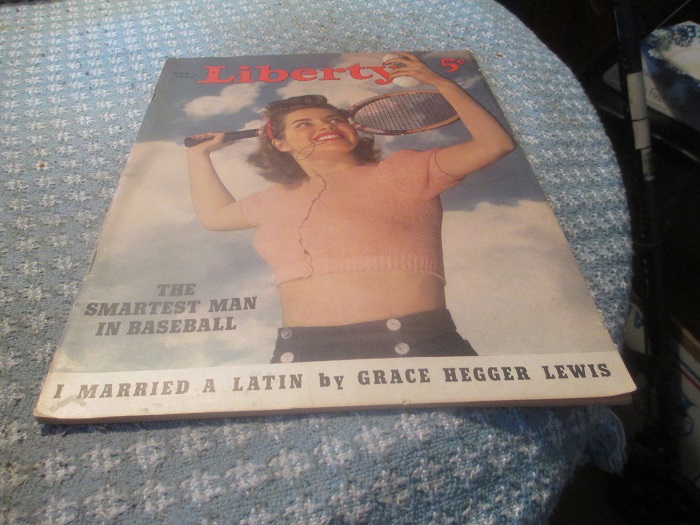 Liberty
5¢
THE
SMARTEST MAN
IN BASEBALL
I MARRIED A LATIN by GRACE HEGGER LEWIS